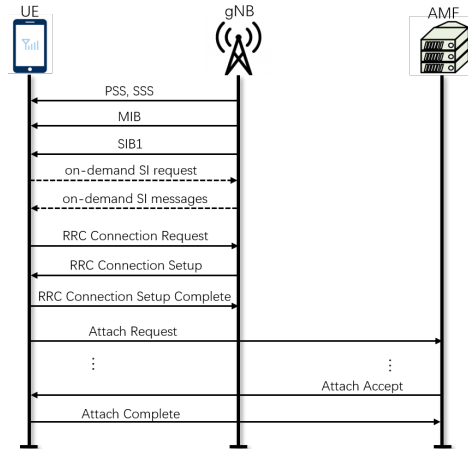 UE
gNB
AMF
PSS, SSS
MIB
SIB1
on-demand SI request
on-demand SI messages
RRC Connection Request
RRC Connection Setup
RRC Connection Setup Complete
Attach Request
Attach Accept
Attach Complete